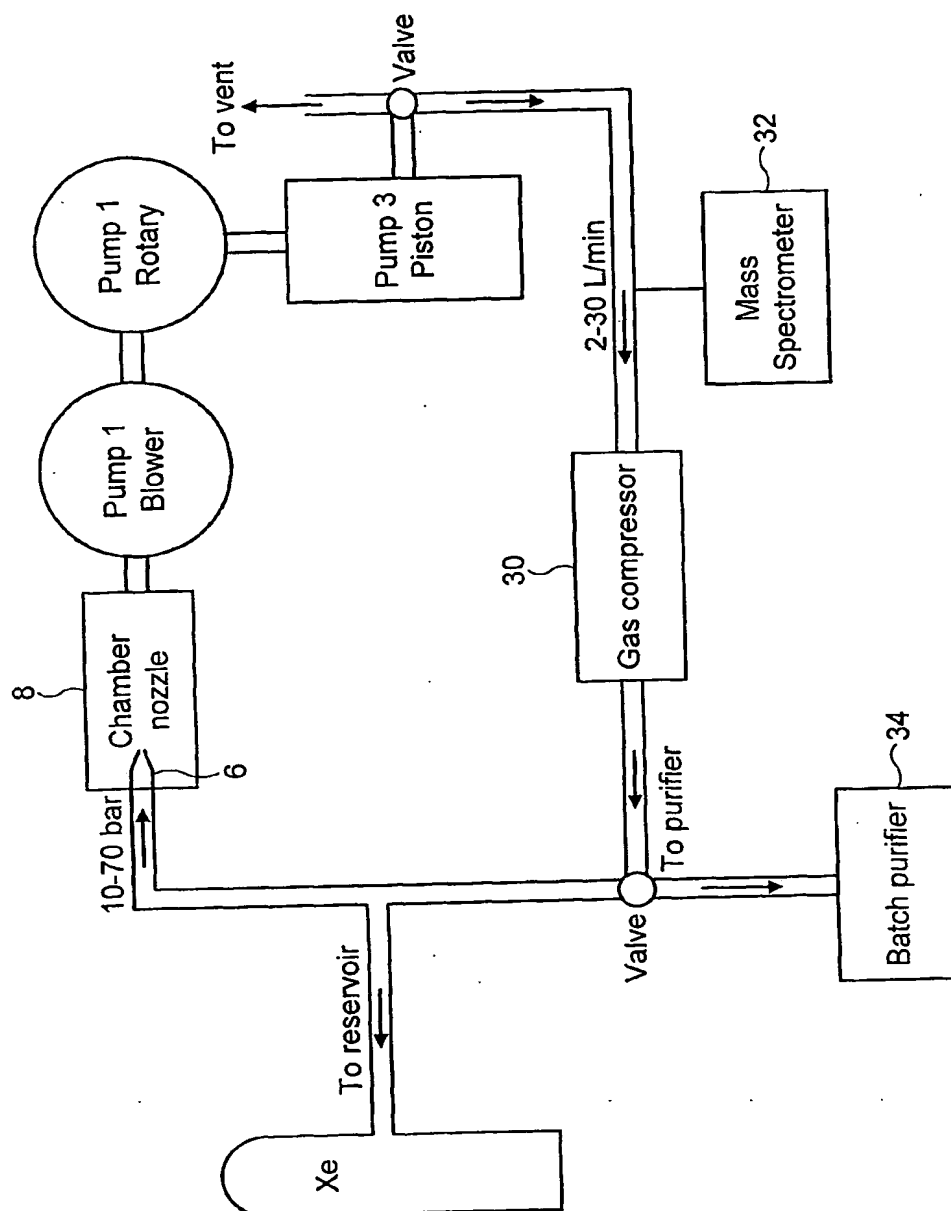 To vent
Valve
Pump 1
Rotary
Pump 3
Piston
Pump 1
Blower
8
Chamber
nozzle
6
10-70 bar
2-30 L/min
32
Mass
Spectrometer
30
Gas compressor
To purifier
Valve
34
Batch purifier
To reservoir
Xe